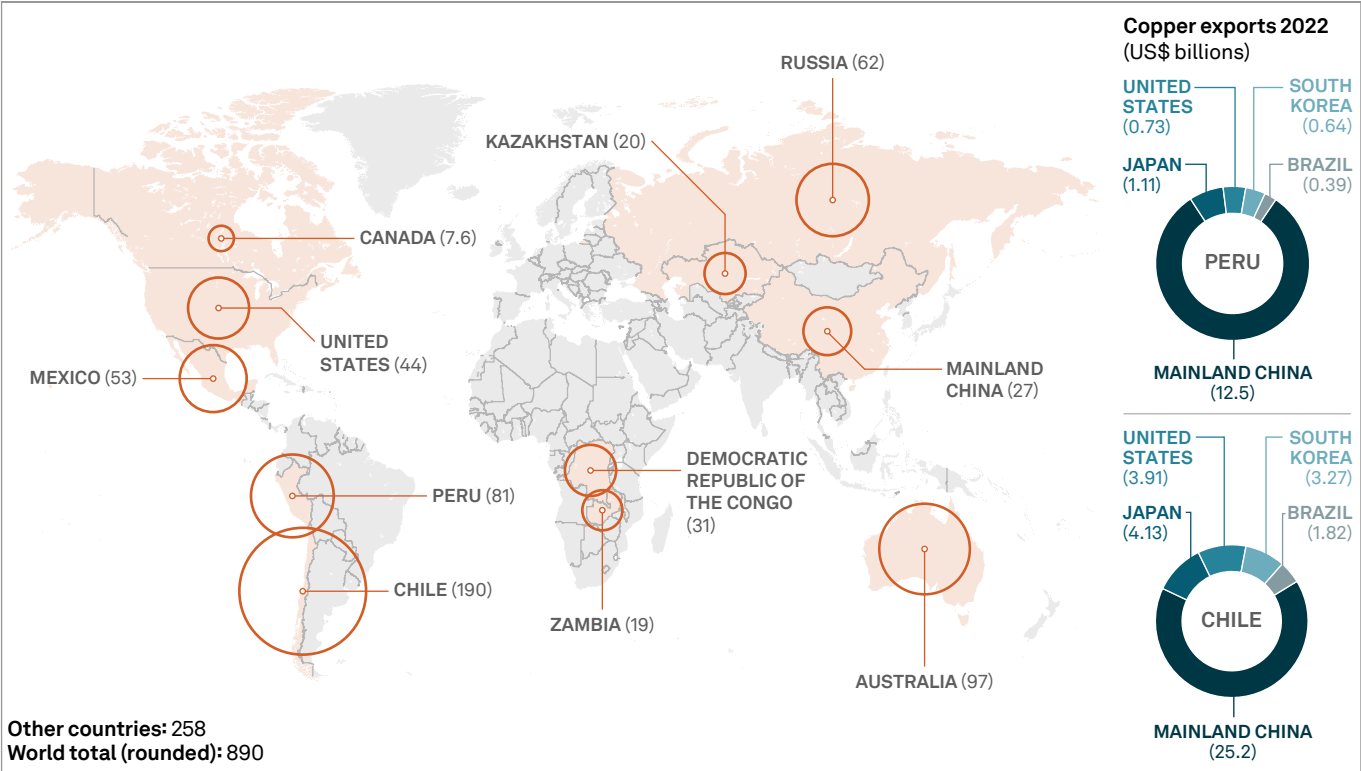 RUSSIA (62)
KAZAKHSTAN (20)
CANADA (7.6)
UNITED
STATES (44)
MEXICO (53)
MAINLAND
CHINA (27)
DEMOCRATIC
REPUBLIC OF
THE CONGO
(31)
PERU (81)
CHILE (190)
ZAMBIA (19)
AUSTRALIA (97)
Other countries: 258
World total (rounded): 890
Copper exports 2022
(US$ billions)
UNITED
STATES
(0.73)
SOUTH
KOREA
(0.64)
JAPAN
(1.11)
BRAZIL
(0.39)
PERU
MAINLAND CHINA
(12.5)
UNITED
STATES
(3.91)
SOUTH
KOREA
(3.27)
JAPAN
(4.13)
BRAZIL
(1.82)
CHILE
MAINLAND CHINA
(25.2)